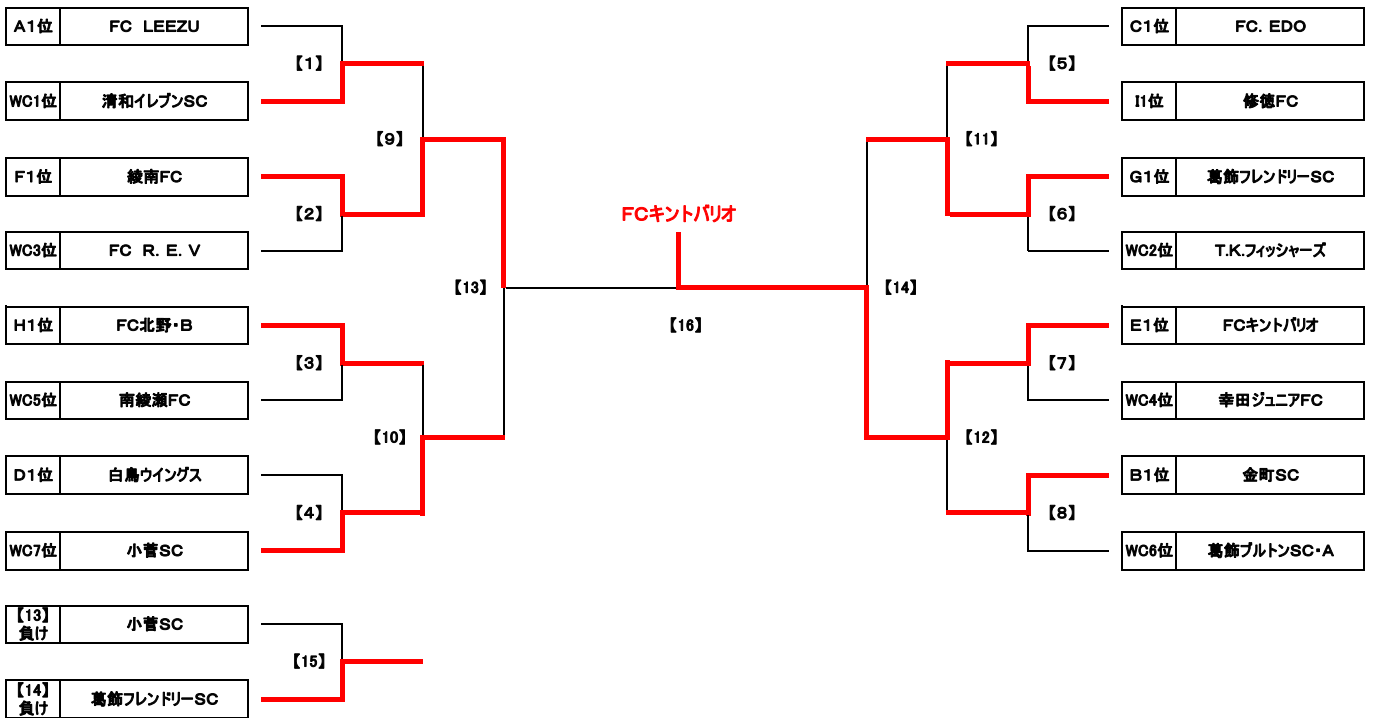 A1位 FC LEEZU
【1】
WC1位 清和イレブンSC
【9】
F1位 綾南FC
【2】
WC3位 FC R.E.V
【13】
H1位 FC北野・B
【3】
WC5位 南綾瀬FC
【10】
D1位 白鳥ウイングス
【4】
WC7位 小菅SC
【13】負け 小菅SC
【15】
【14】負け 葛飾フレンドリーSC
FCキントバリオ
【16】
C1位 FC.EDO
【5】
I1位 修徳FC
【11】
G1位 葛飾フレンドリーSC
【6】
WC2位 T.K.フィッシャーズ
【14】
E1位 FCキントバリオ
【7】
WC4位 幸田ジュニアFC
【12】
B1位 金町SC
【8】
WC6位 葛飾ブルトンSC・A